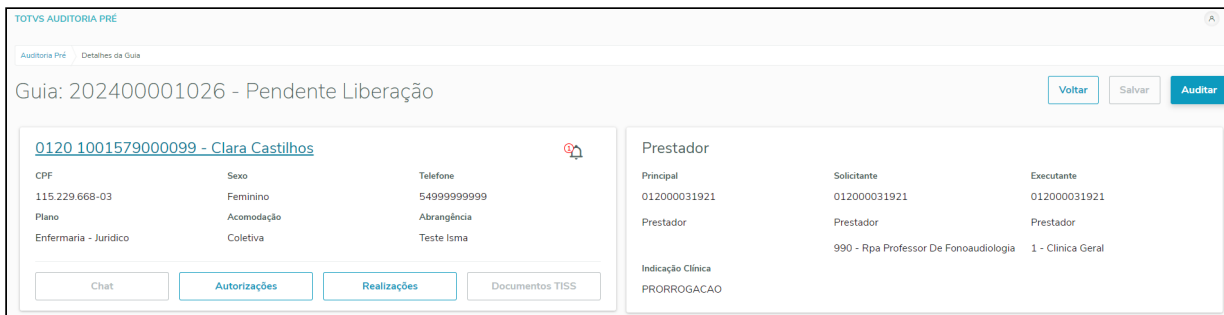 TOTVS AUDITORIA PRÉ
Auditoria Pré Detalhes da Guia
Guia: 202400001026 - Pendente Liberação
Voltar Salvar Auditar
0120 1001579000099 - Clara Castilhos
1
CPF Sexo Telefone
115.229.668-03 Feminino 54999999999
Plano Acomodação Abrangência
Enfermaria - Juridico Coletiva Teste Isma
Chat Autorizações Realizações Documentos TISS
Prestador
Principal Solicitante Executante
012000031921 012000031921 012000031921
Prestador Prestador Prestador
990 - Rpa Professor De Fonoaudiologia 1 - Clinica Geral
Indicação Clínica
PRORROGACAO